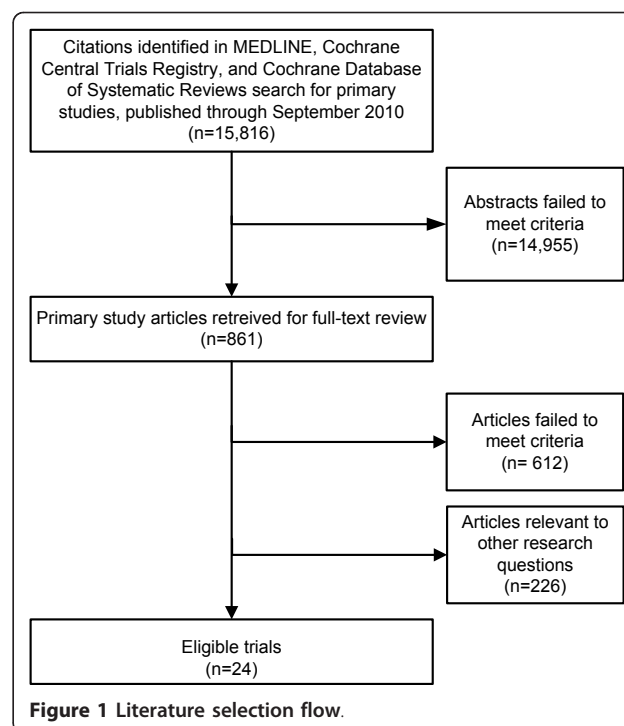 Citations identified in MEDLINE, Cochrane
Central Trials Registry, and Cochrane Database
of Systematic Reviews search for primary
studies, published through September 2010
(n=15,816)
Abstracts failed to
meet criteria
(n=14,955)
Primary study articles retreived for full-text review
(n=861)
Articles failed to
meet criteria
(n= 612)
Articles relevant to
other research
questions
(n=226)
Eligible trials
(n=24)
Figure 1 Literature selection flow.